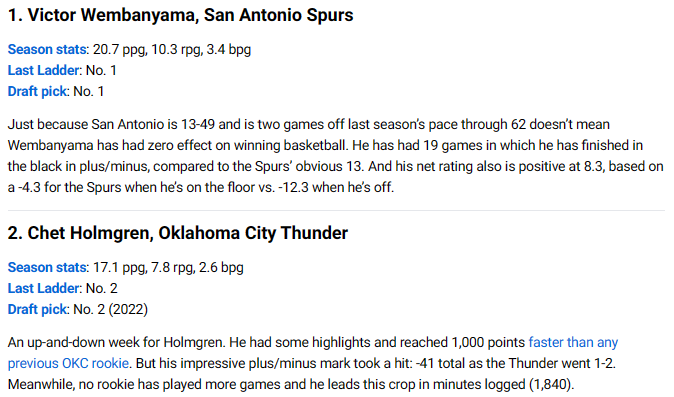 1. Victor Wembanyama, San Antonio Spurs
Season stats: 20.7 ppg, 10.3 rpg, 3.4 bpg
Last Ladder: No. 1
Draft pick: No. 1
Just because San Antonio is 13-49 and is two games off last season’s pace through 62 doesn’t mean
Wembanyama has had zero effect on winning basketball. He has had 19 games in which he has finished in
the black in plus/minus, compared to the Spurs’ obvious 13. And his net rating also is positive at 8.3, based on
a -4.3 for the Spurs when he’s on the floor vs. -12.3 when he’s off.
2. Chet Holmgren, Oklahoma City Thunder
Season stats: 17.1 ppg, 7.8 rpg, 2.6 bpg
Last Ladder: No. 2
Draft pick: No. 2 (2022)
An up-and-down week for Holmgren. He had some highlights and reached 1,000 points faster than any
previous OKC rookie. But his impressive plus/minus mark took a hit: -41 total as the Thunder went 1-2.
Meanwhile, no rookie has played more games and he leads this crop in minutes logged (1,840).